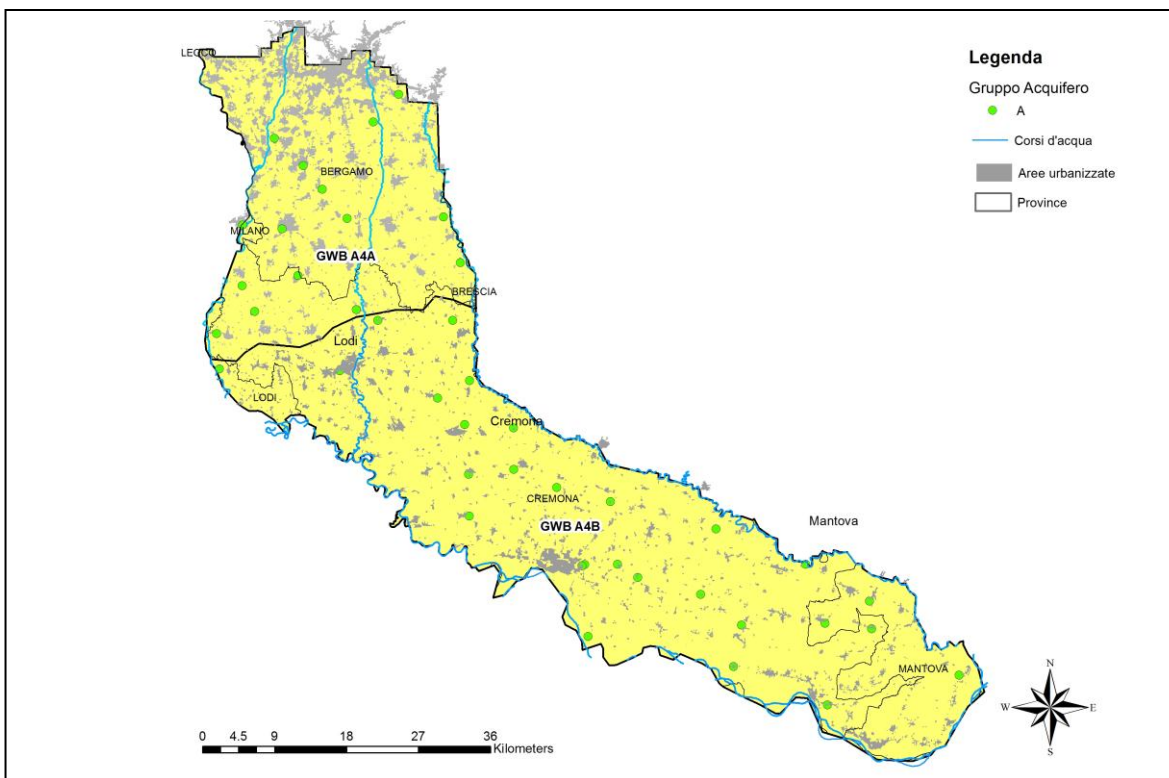 LECCO
BERGAMO
MILANO
GWB A4A
BRESCIA
Lodi
LODI
Cremona
CREMONA
GWB A4B
Mantova
MANTOVA
Legenda
Gruppo Acquifero
A
Corsi d'acqua
Aree urbanizzate
Province
N
W E
S
0 4.5 9 18 27 36
Kilometers